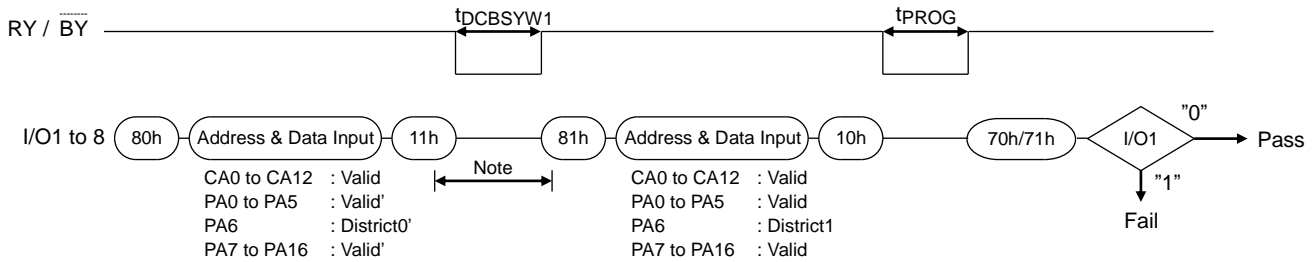 tDCBSYW1 tPROG
RY / BY
I/O1 to 8 80h Address & Data Input 11h 81h Address & Data Input 10h 70h/71h I/O1 "0" Pass
Note
"1"
Fail
CA0 to CA12 : Valid
PA0 to PA5 : Valid'
PA6 : District0'
PA7 to PA16 : Valid'
CA0 to CA12 : Valid
PA0 to PA5 : Valid
PA6 : District1
PA7 to PA16 : Valid